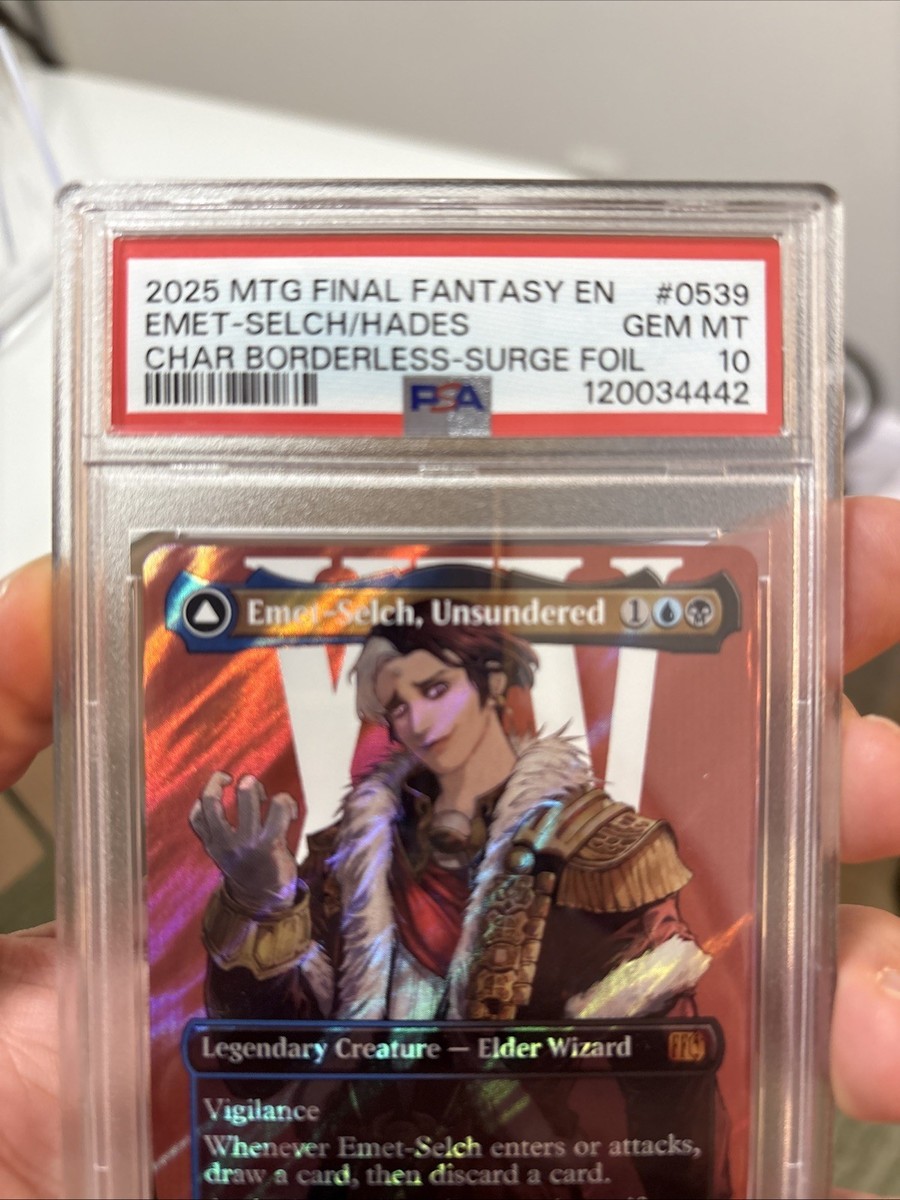 2025 MTG FINAL FANTASY EN #0539
EMET-SELCH/HADES GEM MT
CHAR BORDERLESS-SURGE FOIL 10
PSA 120034442
XIV
Emet-Selch, Unsundered 1
Legendary Creature — Elder Wizard
Vigilance
Whenever Emet-Selch enters or attacks,
draw a card, then discard a card.